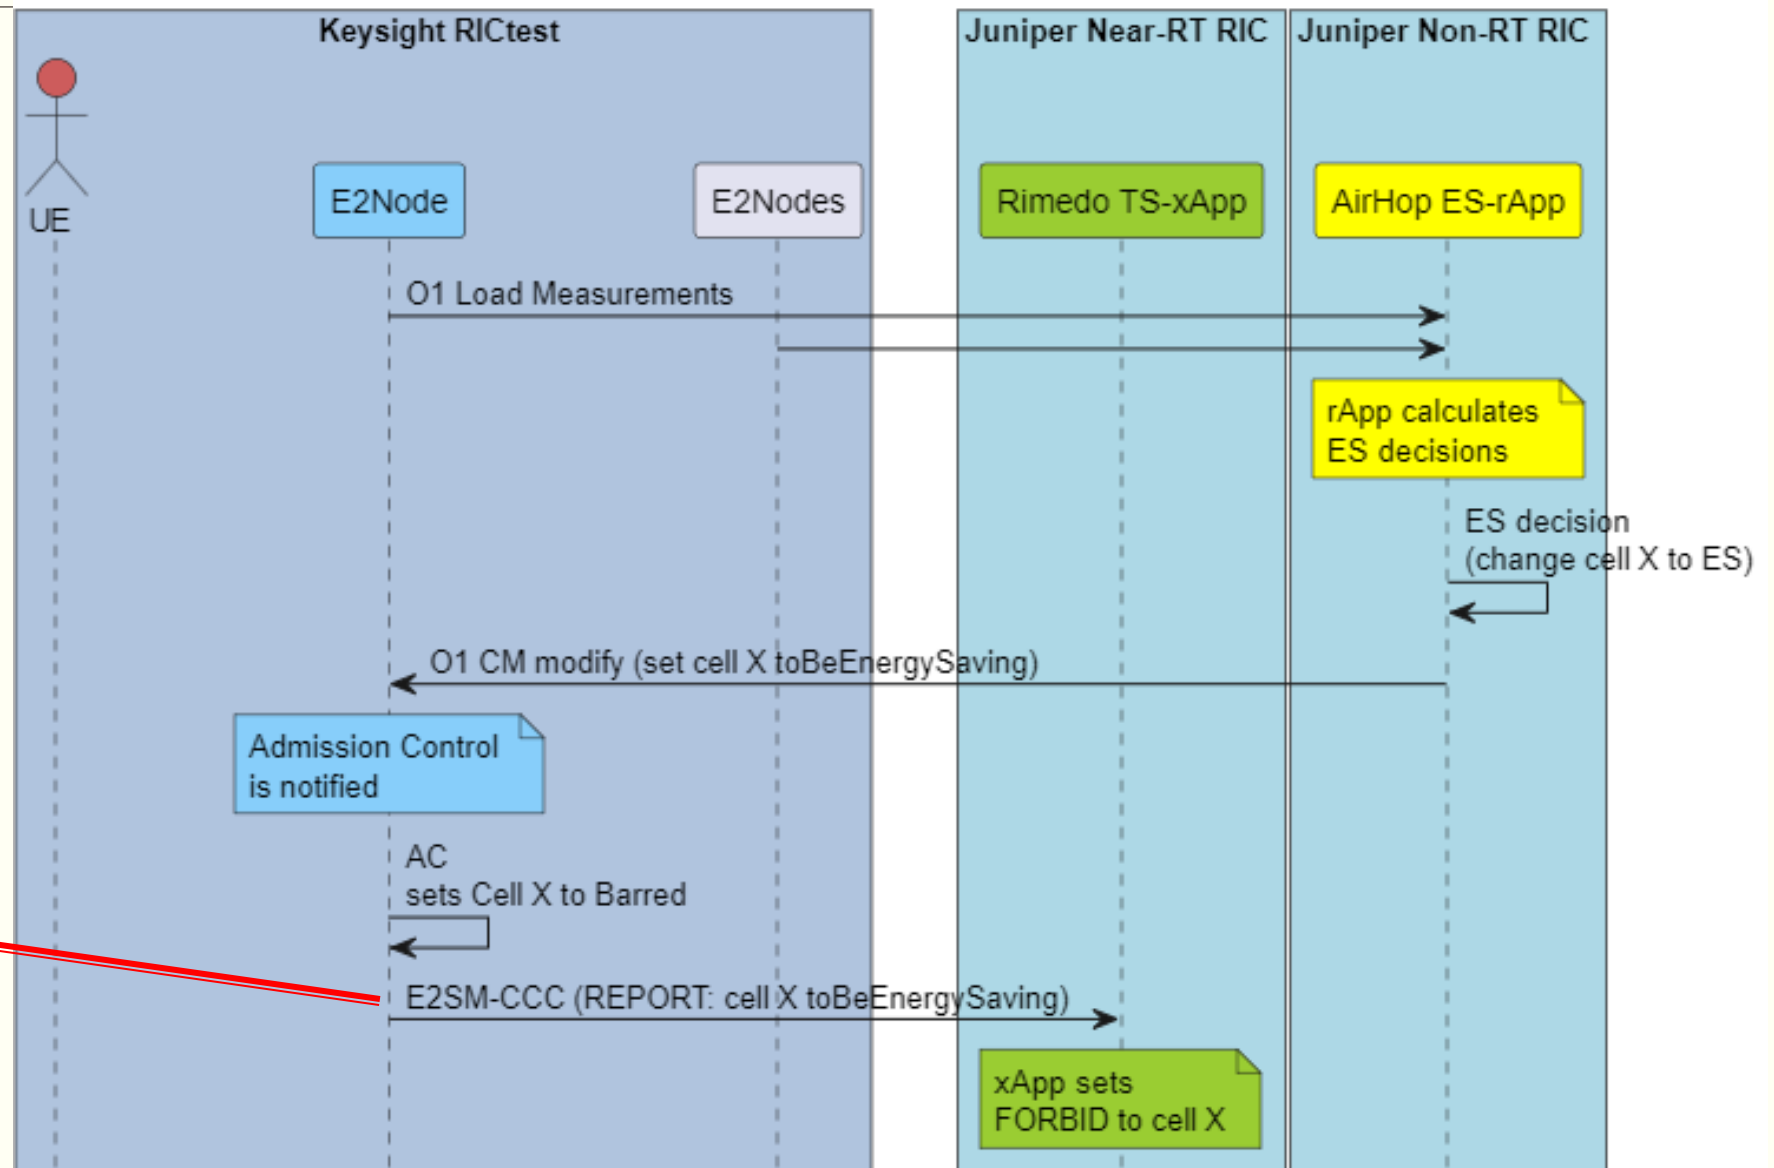 Keysight RICtest
Juniper Near-RT RIC
Juniper Non-RT RIC
UE
E2Node
E2Nodes
Rimedo TS-xApp
AirHop ES-rApp
O1 Load Measurements
rApp calculates
ES decisions
ES decision
(change cell X to ES)
O1 CM modify (set cell X toBeEnergySaving)
Admission Control
is notified
AC
sets Cell X to Barred
E2SM-CCC (REPORT: cell X toBeEnergySaving)
xApp sets
FORBID to cell X